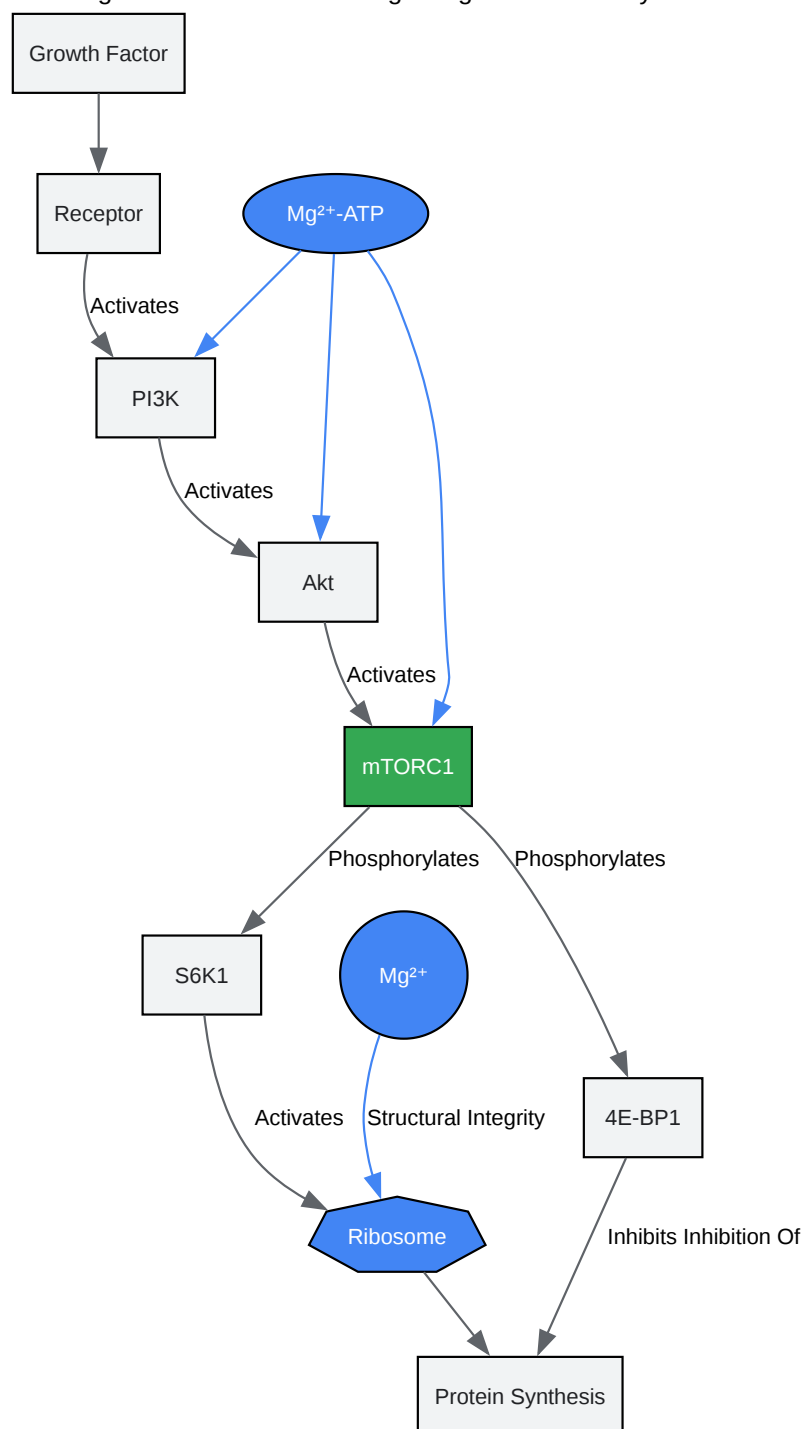 Growth Factor
Receptor
Mg²⁺-ATP
Activates
PI3K
Activates
Akt
Activates
mTORC1
Phosphorylates
Phosphorylates
S6K1
Mg²⁺
4E-BP1
Activates
Structural Integrity
Ribosome
Inhibits Inhibition Of
Protein Synthesis